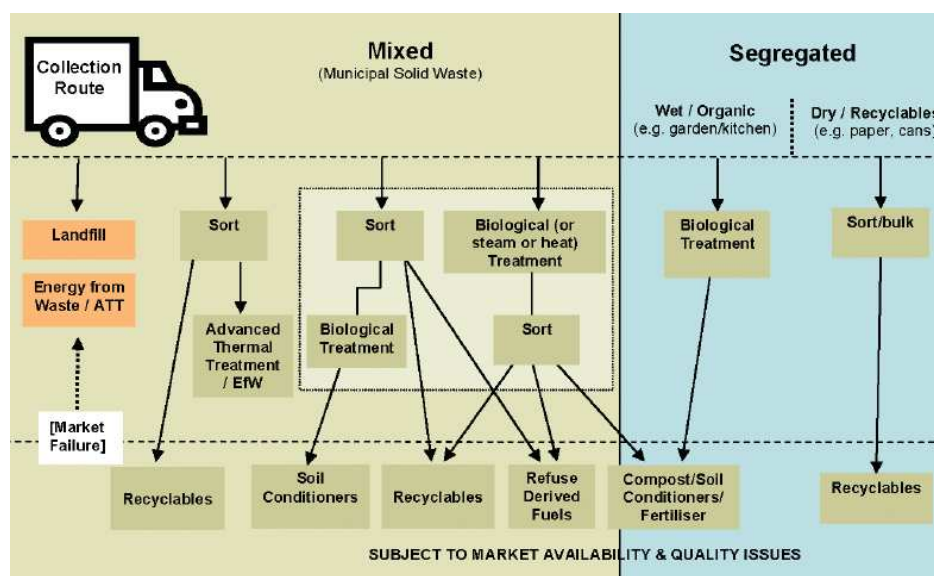 Collection
Route
Mixed
(Municipal Solid Waste)
Segregated
Wet / Organic
(e.g. garden/kitchen)
Dry / Recyclables
(e.g. paper, cans)
Landfill
Energy from
Waste / ATT
[Market
Failure]
Sort
Advanced
Thermal
Treatment
/ EfW
Sort
Biological
Treatment
Biological (or
steam or heat)
Treatment
Sort
Biological
Treatment
Sort/bulk
Recyclables
Soil
Conditioners
Recyclables
Refuse
Derived
Fuels
Compost/Soil
Conditioners/
Fertiliser
Recyclables
SUBJECT TO MARKET AVAILABILITY & QUALITY ISSUES